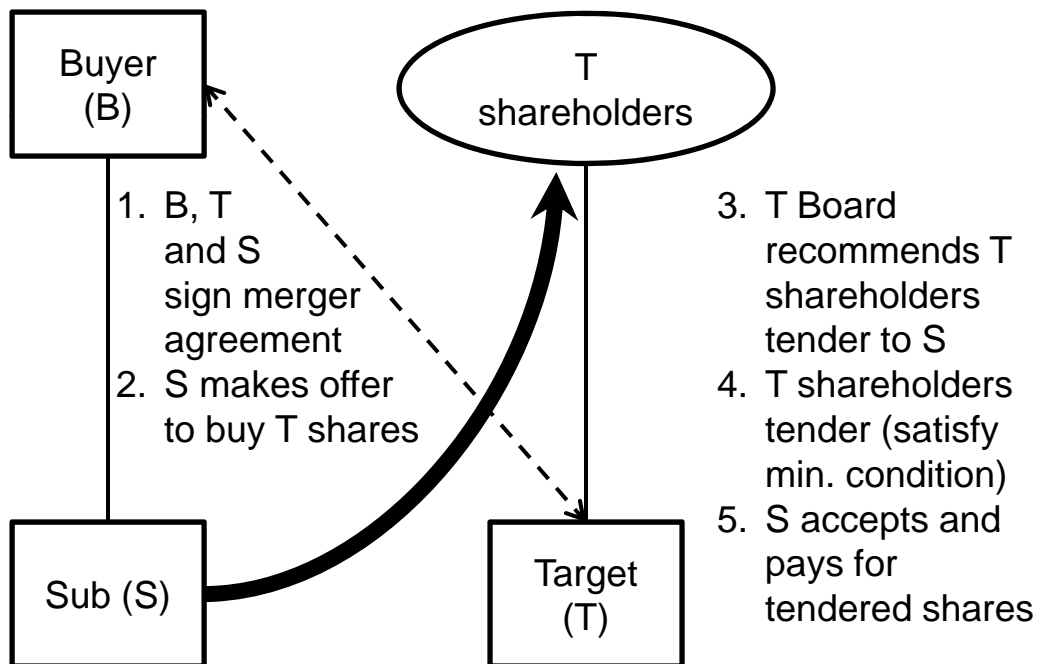 Buyer
(B)
T
shareholders
1. B, T
and S
sign merger
agreement
2. S makes offer
to buy T shares
3. T Board
recommends T
shareholders
tender to S
4. T shareholders
tender (satisfy
min. condition)
5. S accepts and
pays for
tendered shares
Sub (S)
Target
(T)